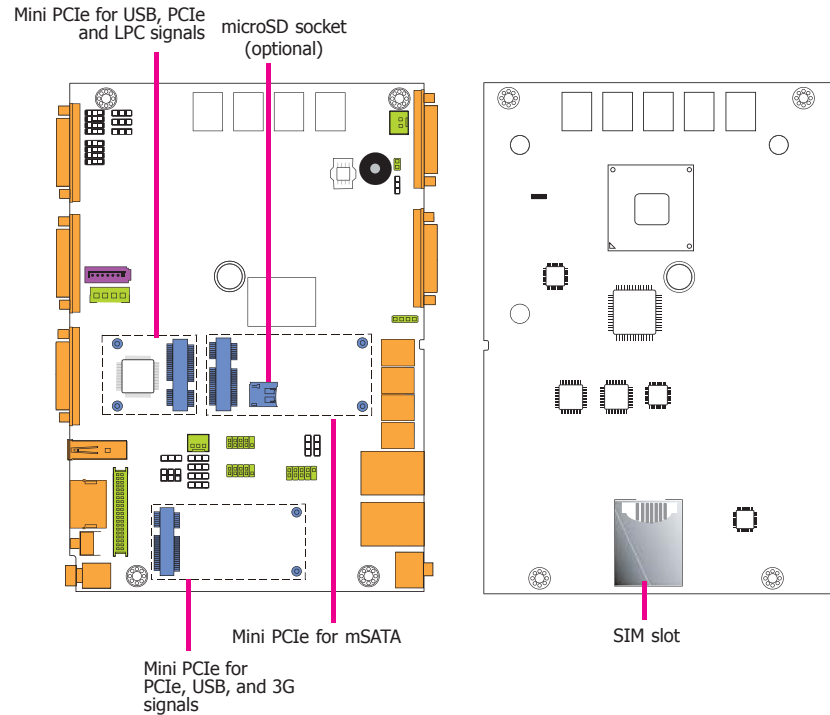 Mini PCIe for USB, PCIe
and LPC signals
microSD socket
(optional)
Mini PCIe for mSATA
SIM slot
Mini PCIe for
PCIe, USB, and 3G
signals